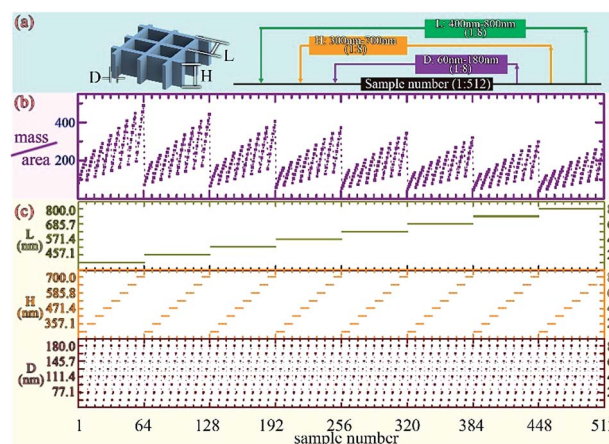 (a)
L: 400nm-800nm
(1:8)
H: 300nm-700nm
(1:8)
D: 60nm-180nm
(1:8)
Sample number (1:512)
D
H
L
(b)
mass
area
400
200
(c)
L
(nm)
800.0
685.7
571.4
457.1
H
(nm)
700.0
585.8
471.4
357.1
D
(nm)
180.0
145.7
111.4
77.1
1 64 128 192 256 320 384 448
sample number